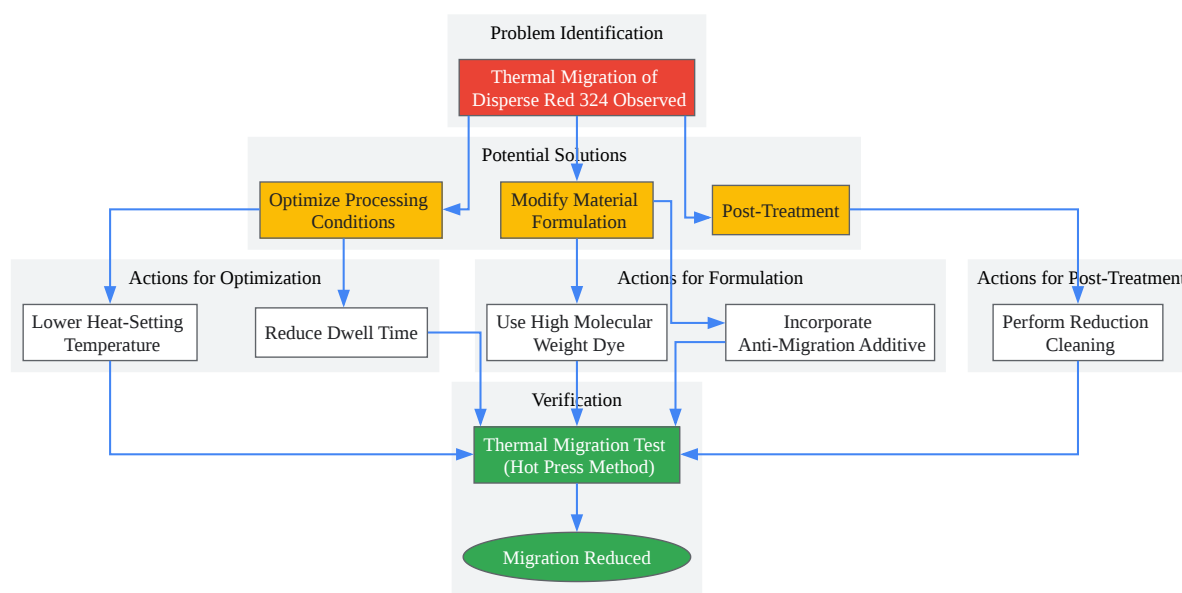 Problem Identification
Thermal Migration of
Disperse Red 324 Observed
Potential Solutions
Optimize Processing
Conditions
Modify Material
Formulation
Post-Treatment
Actions for Optimization
Actions for Formulation
Actions for Post-Treatment
Lower Heat-Setting
Temperature
Reduce Dwell Time
Use High Molecular
Weight Dye
Incorporate
Anti-Migration Additive
Perform Reduction
Cleaning
Verification
Thermal Migration Test
(Hot Press Method)
Migration Reduced